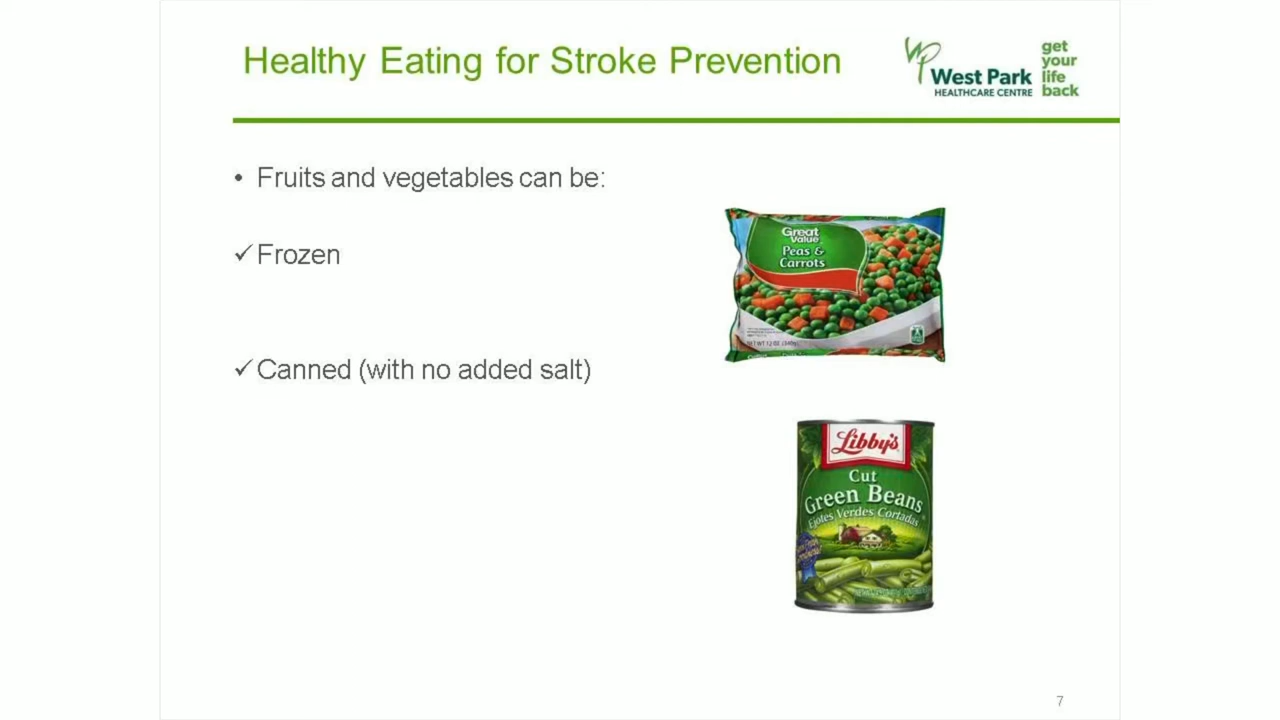 Healthy Eating for Stroke Prevention
West Park
HEALTHCARE CENTRE
get
your
life
back
• Fruits and vegetables can be:
✓ Frozen
Great
Value
Peas &
Carrots
NET WT 12 OZ (340g)
✓ Canned (with no added salt)
Libby's
Cut
Green Beans
Ejotes Verdes Cortadas
7